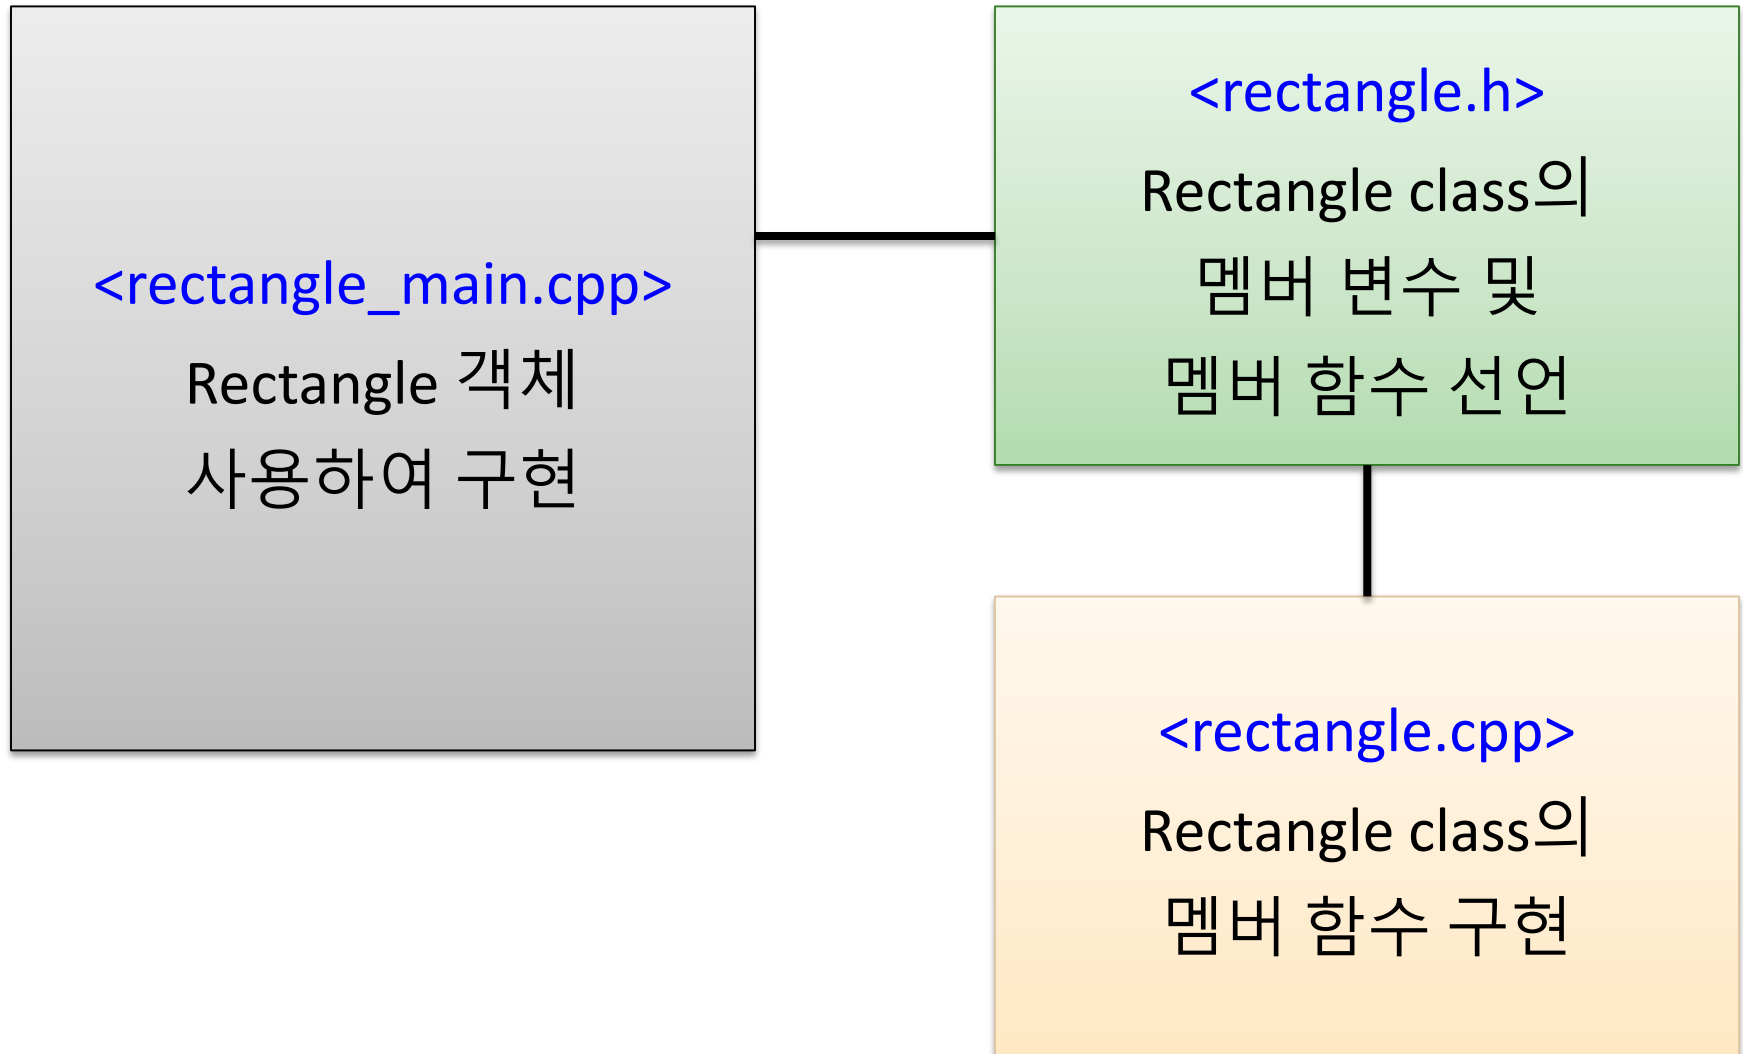 <rectangle_main.cpp>
Rectangle 객체
사용하여 구현
<rectangle.h>
Rectangle class의
멤버 변수 및
멤버 함수 선언
<rectangle.cpp>
Rectangle class의
멤버 함수 구현